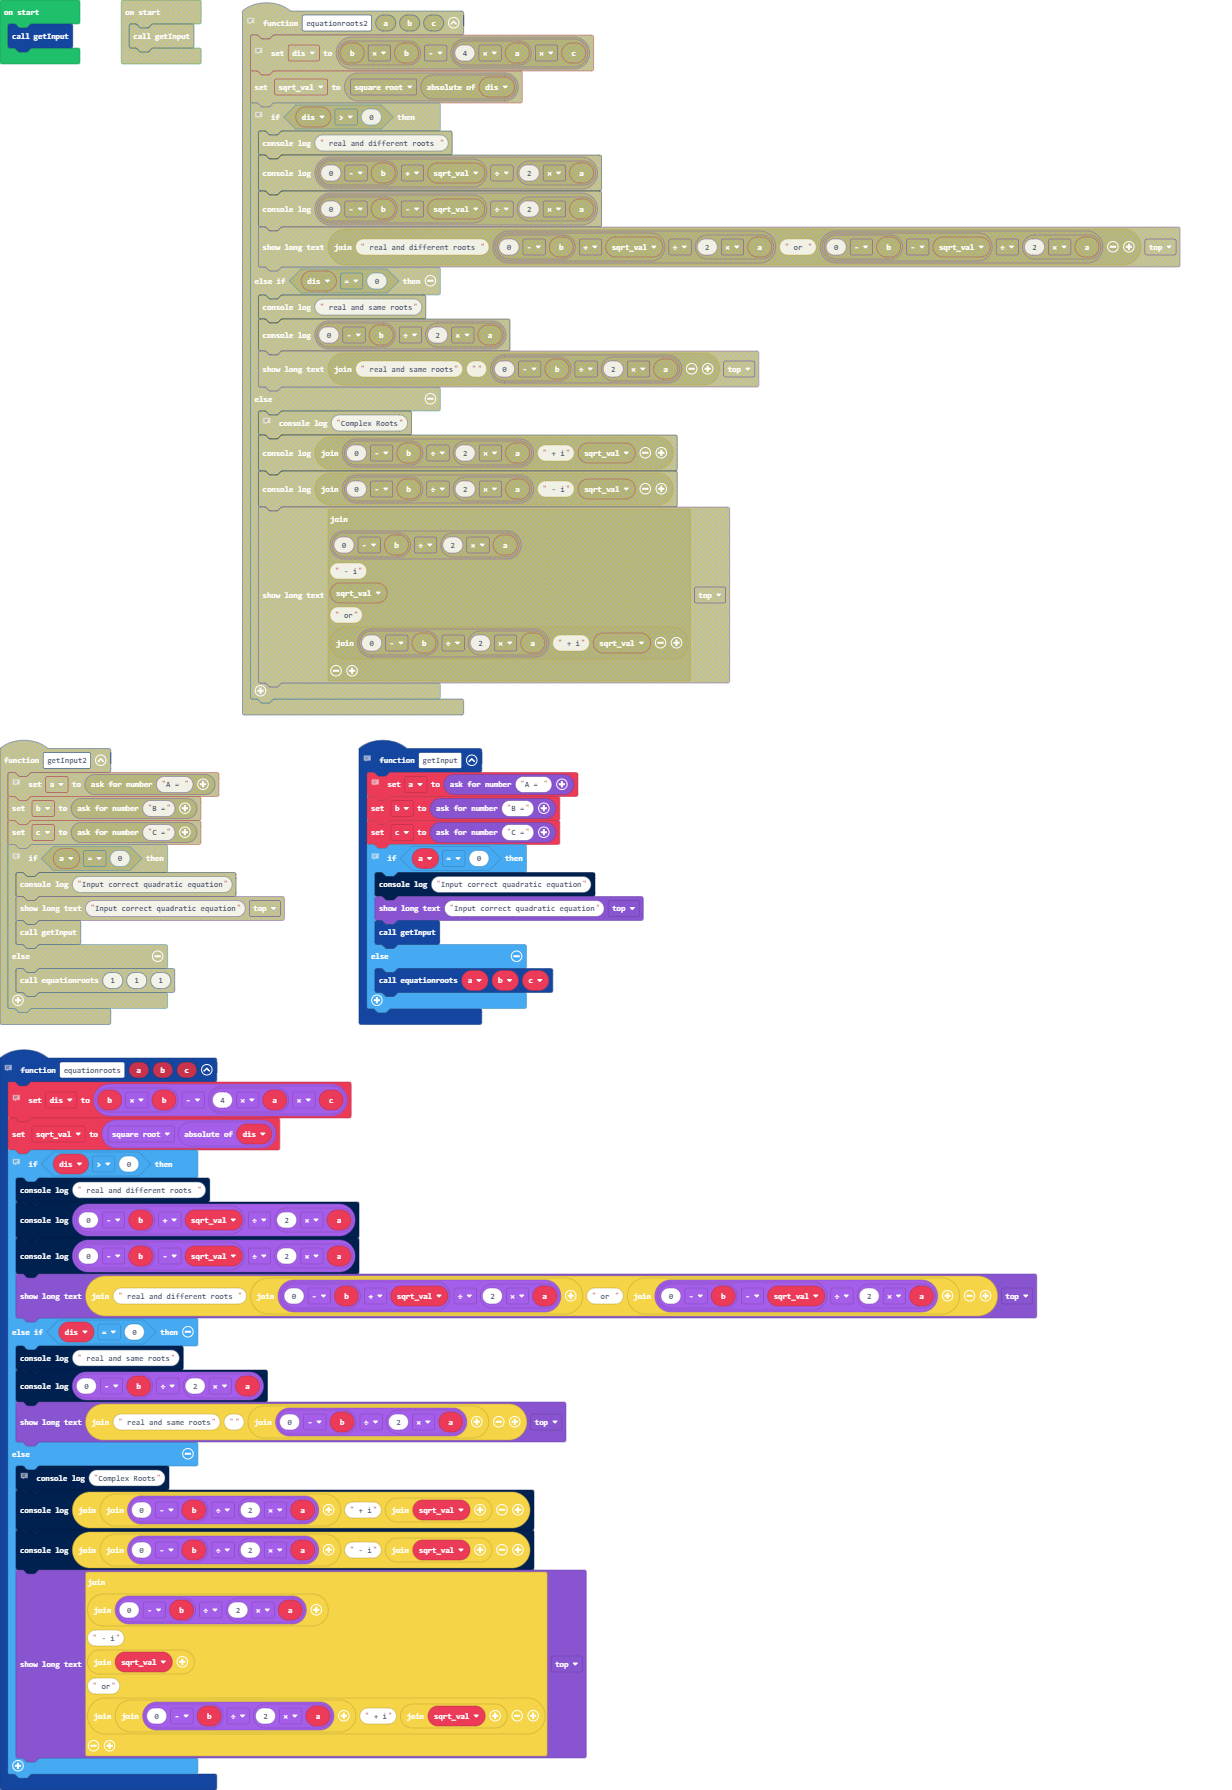 on start
call getInput
on start
call getInput
function equationroots2 a b c
set dis to b × b - 4 × a × c
set sqrt_val to square root absolute of dis
if dis > 0 then
console log " real and different roots "
console log 0 - b + sqrt_val ÷ 2 × a
console log 0 - b - sqrt_val ÷ 2 × a
show long text join " real and different roots " 0 - b + sqrt_val ÷ 2 × a " or " 0 - b - sqrt_val ÷ 2 × a top
else if dis = 0 then
console log " real and same roots"
console log 0 - b ÷ 2 × a
show long text join " real and same roots" "" 0 - b ÷ 2 × a top
else
console log "Complex Roots"
console log join 0 - b ÷ 2 × a " + i" sqrt_val
console log join 0 - b ÷ 2 × a " - i" sqrt_val
join
0 - b ÷ 2 × a
" - i"
show long text sqrt_val top
" or"
join 0 - b ÷ 2 × a " + i" sqrt_val
function getInput2
set a to ask for number "A = "
set b to ask for number "B ="
set c to ask for number "C ="
if a = 0 then
console log "Input correct quadratic equation"
show long text "Input correct quadratic equation" top
call getInput
else
call equationroots 1 1 1
function getInput
set a to ask for number "A = "
set b to ask for number "B ="
set c to ask for number "C ="
if a = 0 then
console log "Input correct quadratic equation"
show long text "Input correct quadratic equation" top
call getInput
else
call equationroots a b c
function equationroots a b c
set dis to b × b - 4 × a × c
set sqrt_val to square root absolute of dis
if dis > 0 then
console log " real and different roots "
console log 0 - b + sqrt_val ÷ 2 × a
console log 0 - b - sqrt_val ÷ 2 × a
show long text join " real and different roots " join 0 - b + sqrt_val ÷ 2 × a " or " join 0 - b - sqrt_val ÷ 2 × a top
else if dis = 0 then
console log " real and same roots"
console log 0 - b ÷ 2 × a
show long text join " real and same roots" "" join 0 - b ÷ 2 × a top
else
console log "Complex Roots"
console log join join 0 - b ÷ 2 × a " + i" join sqrt_val
console log join join 0 - b ÷ 2 × a " - i" join sqrt_val
join
join 0 - b ÷ 2 × a
" - i"
show long text join sqrt_val top
" or"
join join 0 - b ÷ 2 × a " + i" join sqrt_val